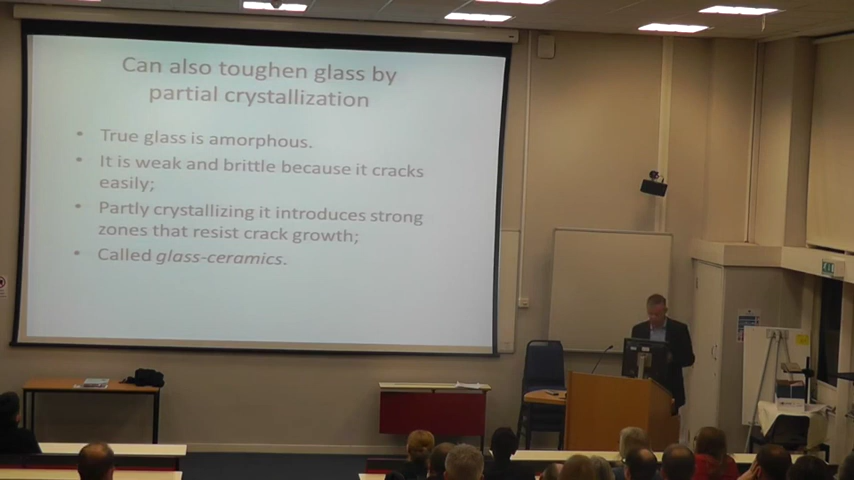 Can also toughen glass by
partial crystallization
• True glass is amorphous.
• It is weak and brittle because it cracks
easily;
• Partly crystallizing it introduces strong
zones that resist crack growth;
• Called glass-ceramics.